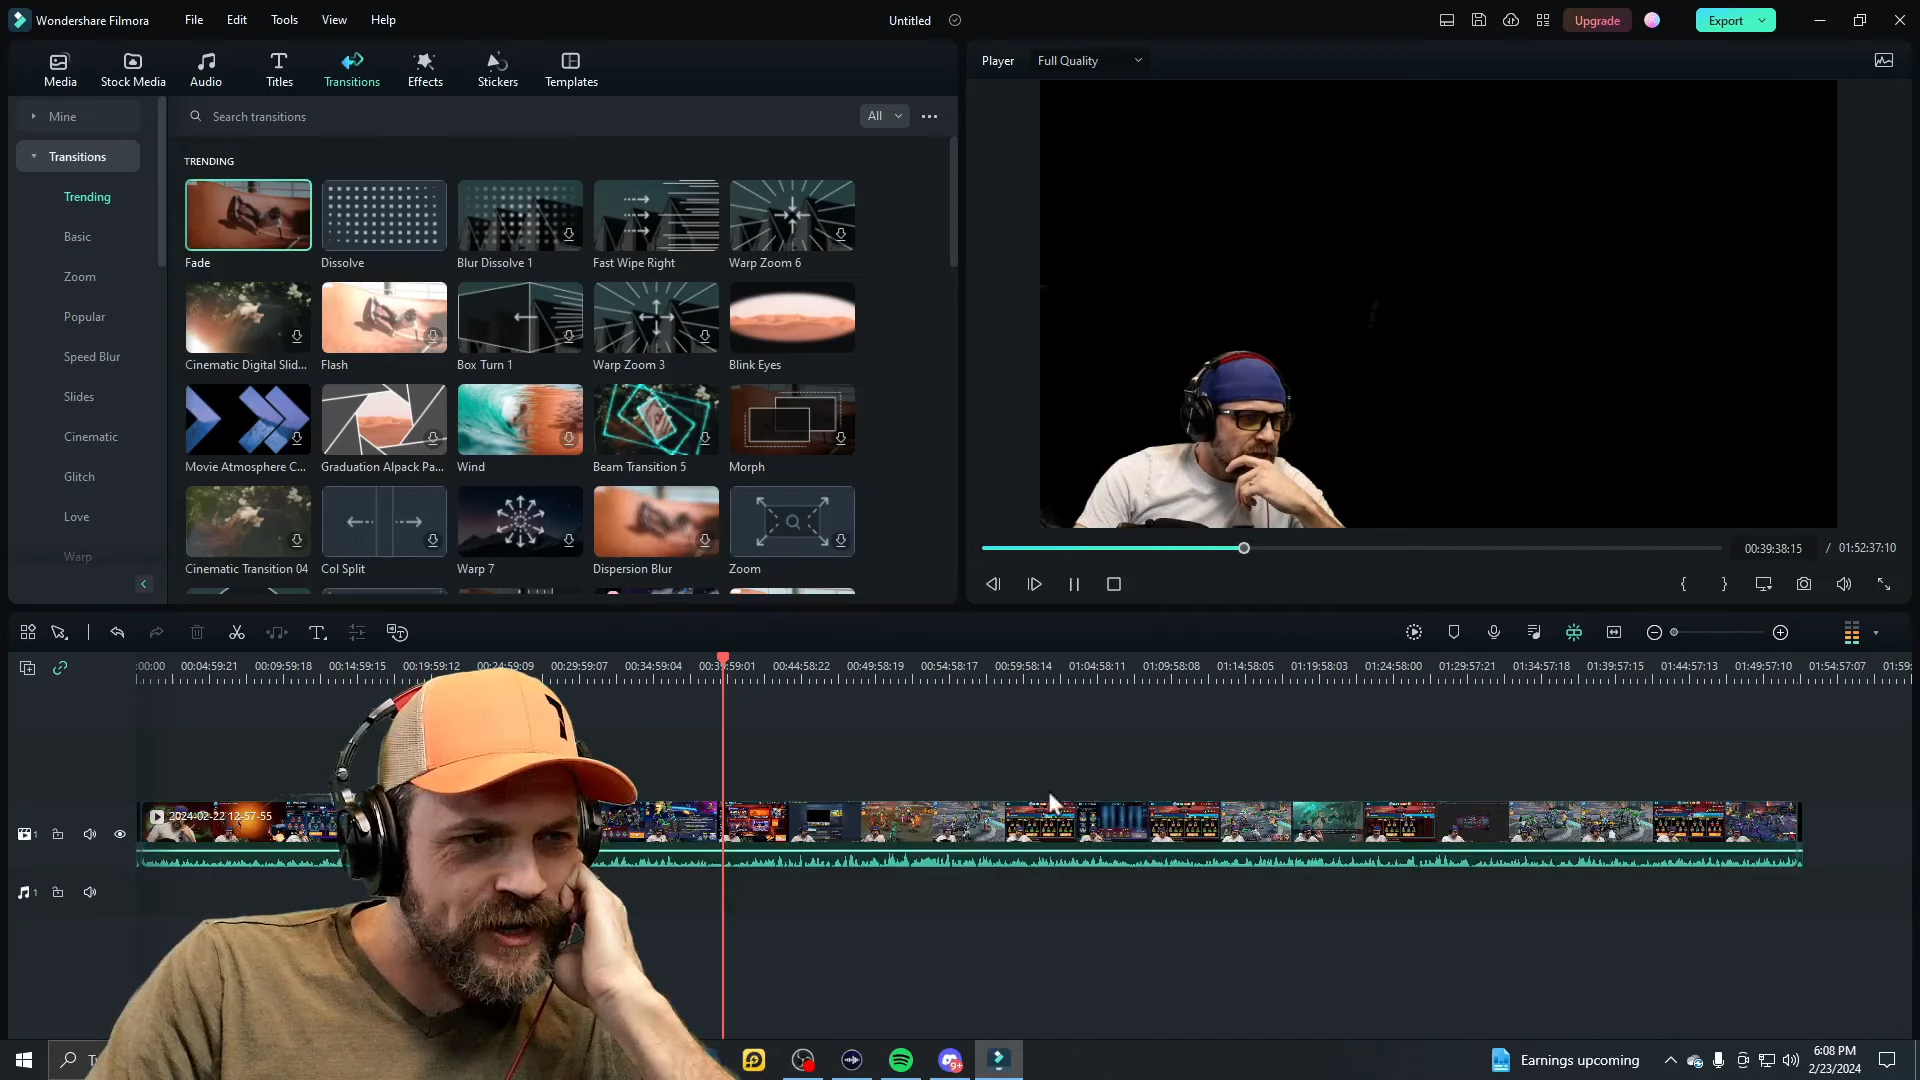 Wondershare Filmora
File
Edit
Tools
View
Help
Untitled
Upgrade
Export
Media
Stock Media
Audio
Titles
Transitions
Effects
Stickers
Templates
Player
Full Quality
Mine
Search transitions
All
Transitions
TRENDING
Trending
Basic
Zoom
Popular
Speed Blur
Slides
Cinematic
Glitch
Love
Warp
Fade
Dissolve
Blur Dissolve 1
Fast Wipe Right
Warp Zoom 6
Cinematic Digital Slid...
Flash
Box Turn 1
Warp Zoom 3
Blink Eyes
Movie Atmosphere C...
Graduation Alpack Pa...
Wind
Beam Transition 5
Morph
Cinematic Transition 04
Col Split
Warp 7
Dispersion Blur
Zoom
00:39:38:15 / 01:52:37:10
:00:00 00:04:59:21 00:09:59:18 00:14:59:15 00:19:59:12 00:24:59:09 00:29:59:07 00:34:59:04 00:39:59:01 00:44:58:22 00:49:58:19 00:54:58:17 00:59:58:14 01:04:58:11 01:09:58:08 01:14:58:05 01:19:58:03 01:24:58:00 01:29:57:21 01:34:57:18 01:39:57:15 01:44:57:13 01:49:57:10 01:54:57:07 01:59:
2024-02-22 12-57-55
1
1
9+
Earnings upcoming
6:08 PM
2/23/2024